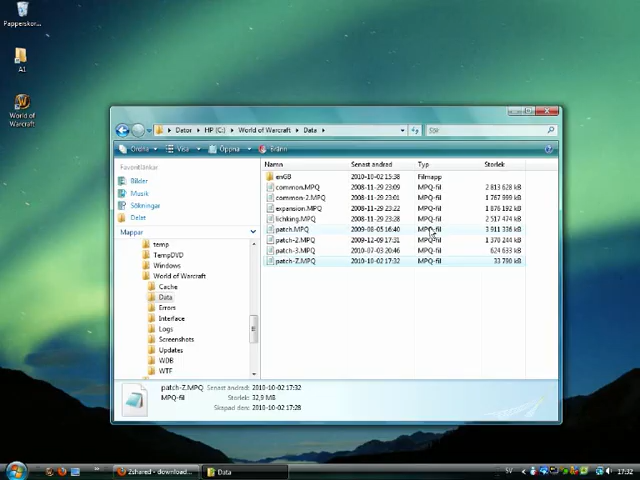 Papperskor...
A1
World of
Warcraft
Dator ▸ HP (C:) ▸ World of Warcraft ▸ Data ▸
Sök
Ordna
Visa
Öppna
Bränn
Favoritlänkar
Bilder
Musik
Sökningar
Delat
Mappar
temp
TempDVD
Windows
World of Warcraft
Cache
Data
Errors
Interface
Logs
Screenshots
Updates
WDB
WTF
Namn Senast ändrad Typ Storlek
enGB 2010-10-02 15:38 Filmapp
common.MPQ 2008-11-29 23:09 MPQ-fil 2 813 628 kB
common-2.MPQ 2008-11-29 23:01 MPQ-fil 1 767 999 kB
expansion.MPQ 2008-11-29 23:22 MPQ-fil 1 876 192 kB
lichking.MPQ 2008-11-29 23:28 MPQ-fil 2 517 474 kB
patch.MPQ 2009-08-05 16:40 MPQ-fil 3 911 336 kB
patch-2.MPQ 2009-12-09 17:31 MPQ-fil 1 370 244 kB
patch-3.MPQ 2010-07-03 20:46 MPQ-fil 624 633 kB
patch-Z.MPQ 2010-10-02 17:32 MPQ-fil 33 790 kB
patch-Z.MPQ Senast ändrad: 2010-10-02 17:32
MPQ-fil Storlek: 32,9 MB
Skapad den: 2010-10-02 17:28
Zshared - download...
Data
SV
17:32